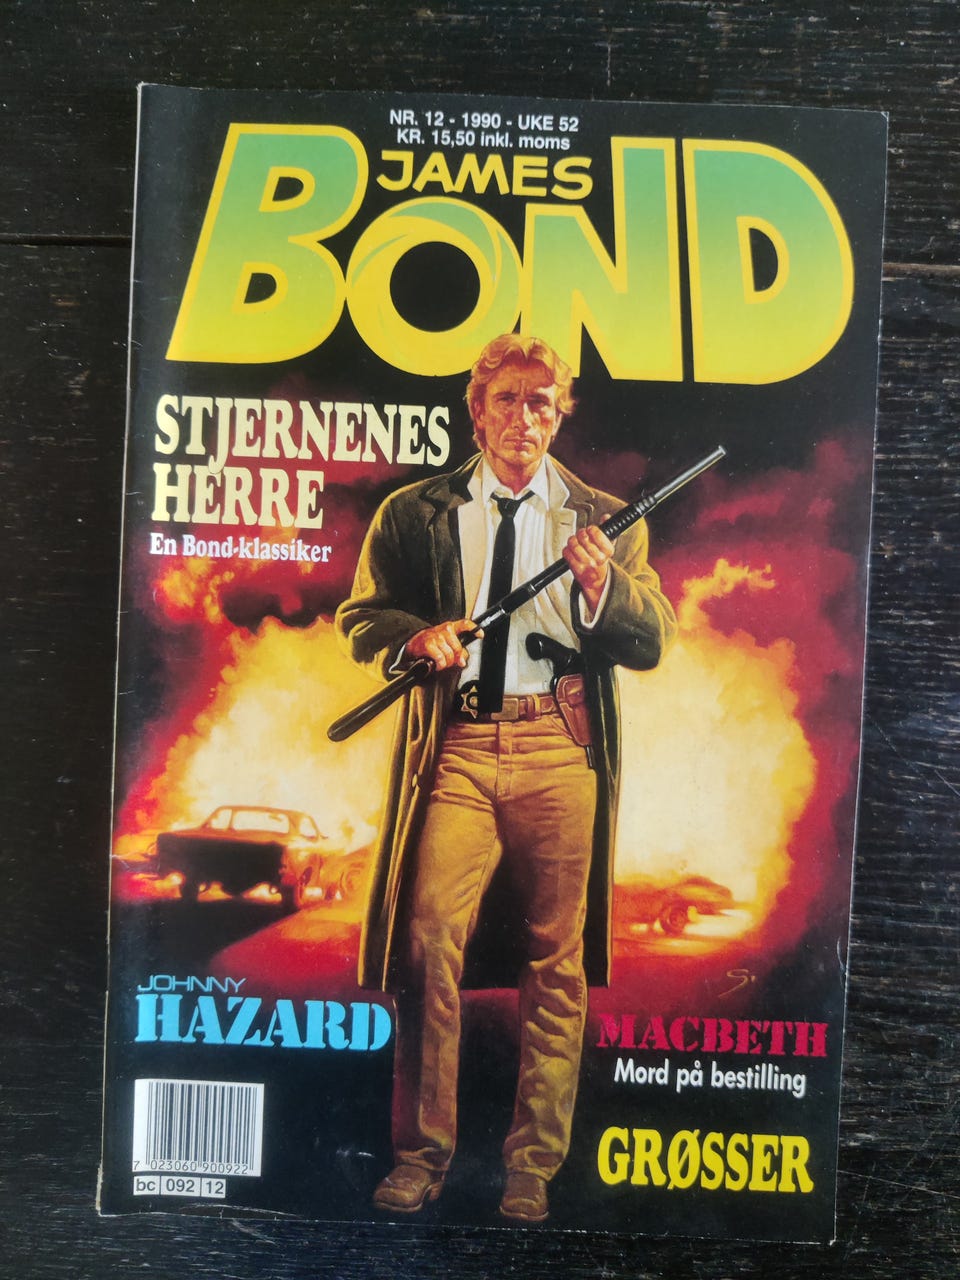 NR. 12 - 1990 - UKE 52
KR. 15,50 inkl. moms
JAMES
BOND
STJERNENES
HERRE
En Bond-klassiker
S.
JOHNNY
HAZARD
MACBETH
Mord på bestilling
GRØSSER
7 023060 900922
bc 092 12